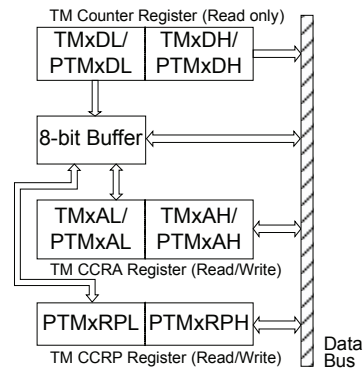 TM Counter Register (Read only)
TMxDL/ TMxDH/
PTMxDL PTMxDH
8-bit Buffer
TMxAL/ TMxAH/
PTMxAL PTMxAH
TM CCRA Register (Read/Write)
PTMxRPL PTMxRPH
TM CCRP Register (Read/Write)
Data
Bus